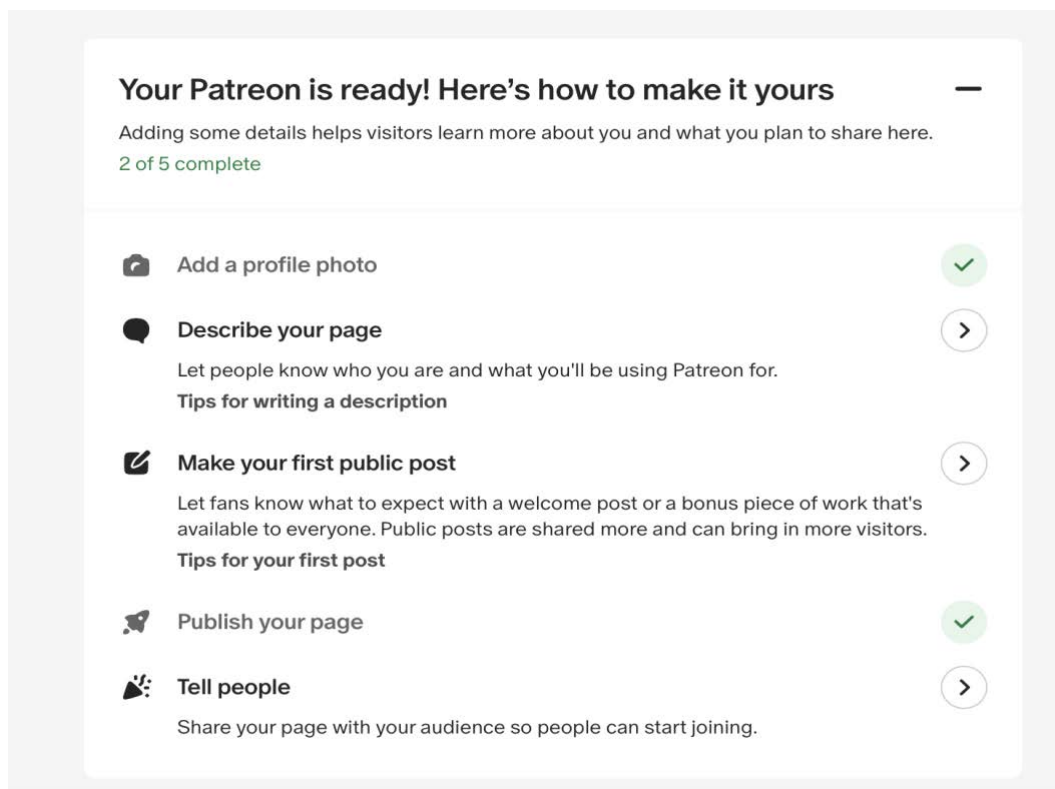 Your Patreon is ready! Here’s how to make it yours
Adding some details helps visitors learn more about you and what you plan to share here.
2 of 5 complete
Add a profile photo
Describe your page
Let people know who you are and what you'll be using Patreon for.
Tips for writing a description
Make your first public post
Let fans know what to expect with a welcome post or a bonus piece of work that's
available to everyone. Public posts are shared more and can bring in more visitors.
Tips for your first post
Publish your page
Tell people
Share your page with your audience so people can start joining.